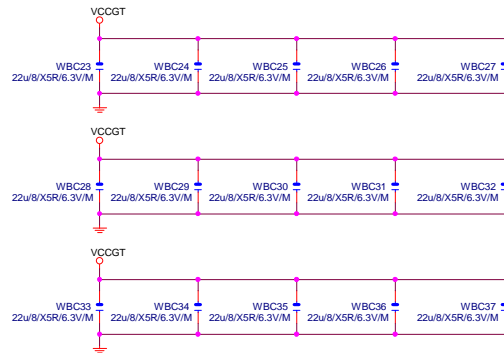 VCCGT
WBC23 WBC24 WBC25 WBC26 WBC27
22u/8/X5R/6.3V/M 22u/8/X5R/6.3V/M 22u/8/X5R/6.3V/M 22u/8/X5R/6.3V/M 22u/8/X5R/6.3V/M
VCCGT
WBC28 WBC29 WBC30 WBC31 WBC32
22u/8/X5R/6.3V/M 22u/8/X5R/6.3V/M 22u/8/X5R/6.3V/M 22u/8/X5R/6.3V/M 22u/8/X5R/6.3V/M
VCCGT
WBC33 WBC34 WBC35 WBC36 WBC37
22u/8/X5R/6.3V/M 22u/8/X5R/6.3V/M 22u/8/X5R/6.3V/M 22u/8/X5R/6.3V/M 22u/8/X5R/6.3V/M